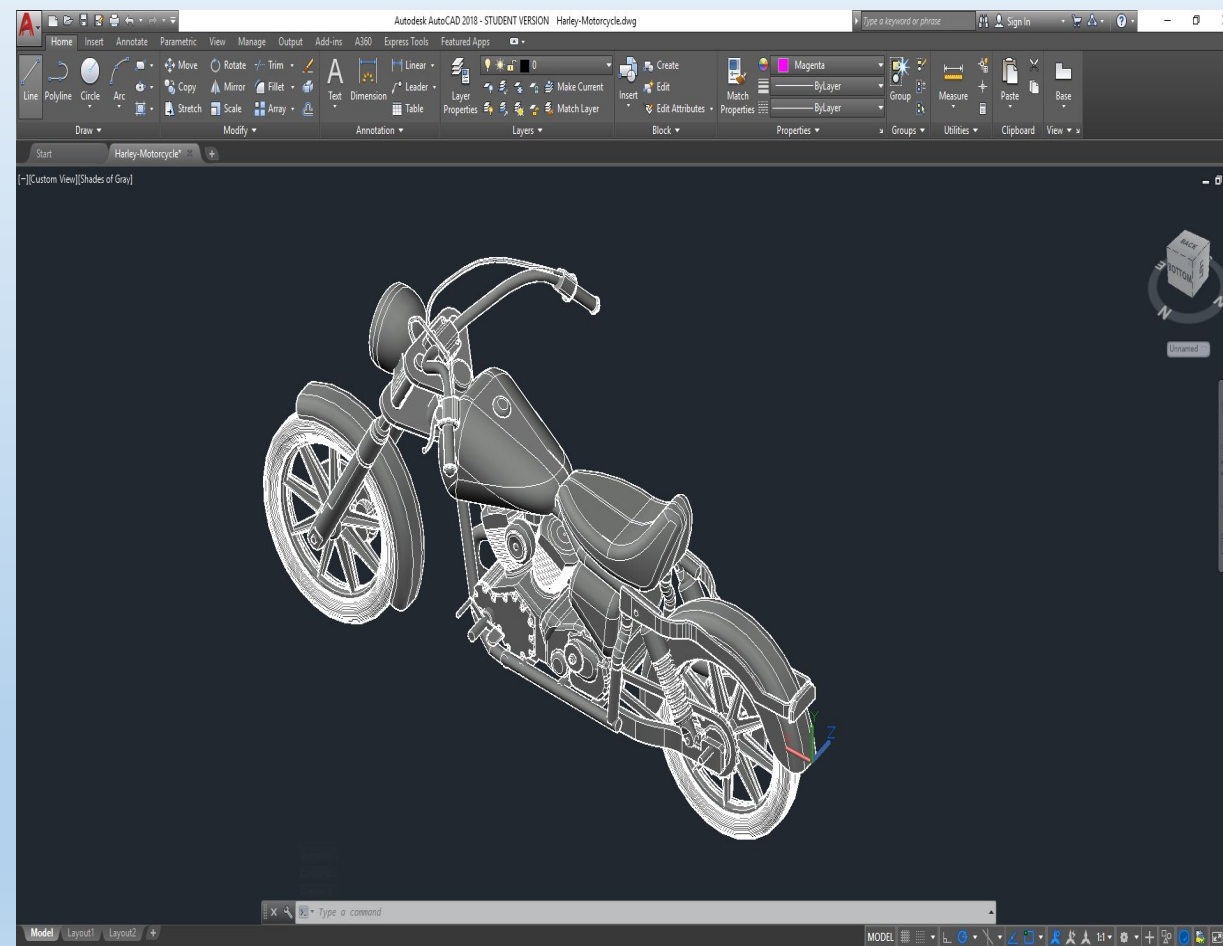 Autodesk AutoCAD 2018 - STUDENT VERSION Harley-Motorcycle.dwg
Type a keyword or phrase
Sign In
Home Insert Annotate Parametric View Manage Output Add-ins A360 Express Tools Featured Apps
Line Polyline Circle Arc
Move Rotate Trim
Copy Mirror Fillet
Stretch Scale Array
Text Dimension
Linear
Leader
Table
Layer Properties
0
Make Current
Match Layer
Insert
Create
Edit
Edit Attributes
Match Properties
Magenta
ByLayer
ByLayer
Group
Measure
Paste
Base
Draw Modify Annotation Layers Block Properties Groups Utilities Clipboard View
Start Harley-Motorcycle*
[−][Custom View][Shades of Gray]
BACK
BOTTOM
LEFT
N
Unnamed
Y
Z
Type a command
Model Layout1 Layout2 +
MODEL 1:1